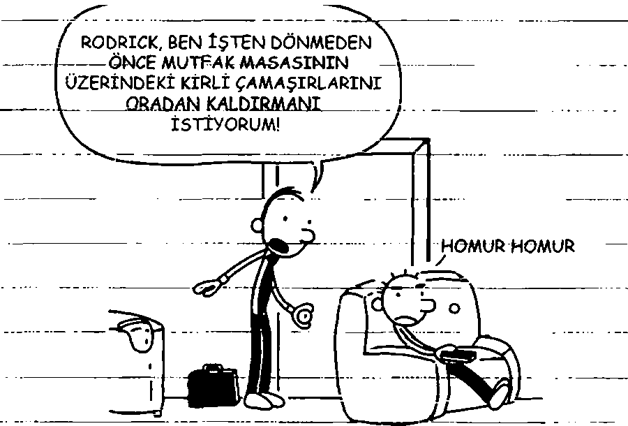 RODRICK, BEN İŞTEN DÖNMEDEN
ÖNCE MUTFAK MASASININ
ÜZERİNDEKİ KİRLİ ÇAMAŞIRLARINI
ORADAN KALDIRMANI
İSTİYORUM!
HOMUR HOMUR